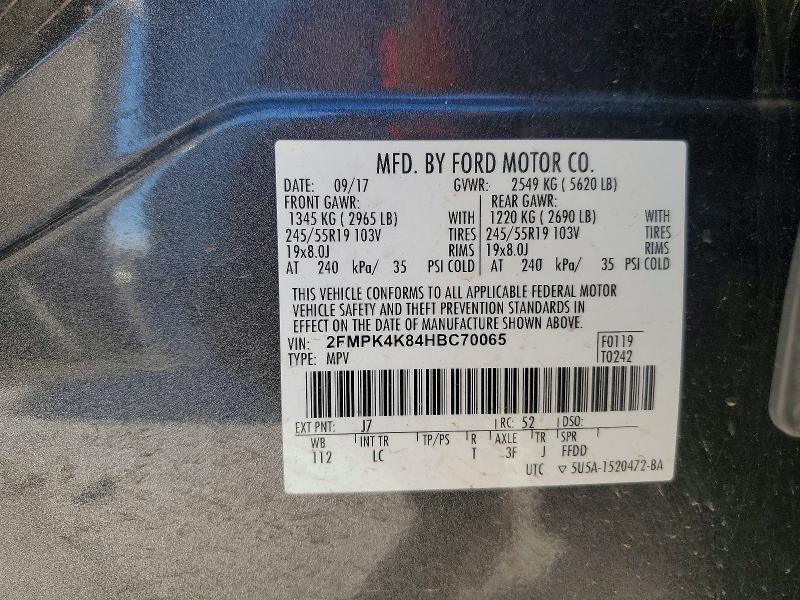 MFD. BY FORD MOTOR CO.
DATE: 09/17 GVWR: 2549 KG ( 5620 LB)
FRONT GAWR: REAR GAWR:
1345 KG ( 2965 LB) WITH 1220 KG ( 2690 LB) WITH
245/55R19 103V TIRES 245/55R19 103V TIRES
19x8.0J RIMS 19x8.0J RIMS
AT 240 kPa/ 35 PSI COLD AT 240 kPa/ 35 PSI COLD
THIS VEHICLE CONFORMS TO ALL APPLICABLE FEDERAL MOTOR
VEHICLE SAFETY AND THEFT PREVENTION STANDARDS IN
EFFECT ON THE DATE OF MANUFACTURE SHOWN ABOVE.
VIN: 2FMPK4K84HBC70065 F0119
TYPE: MPV T0242
EXT PNT: J7 RC: 52 DSO:
WB INT TR TP/PS R AXLE TR SPR
112 LC T 3F J FFDD
UTC ▽ 5U5A-1520472-BA